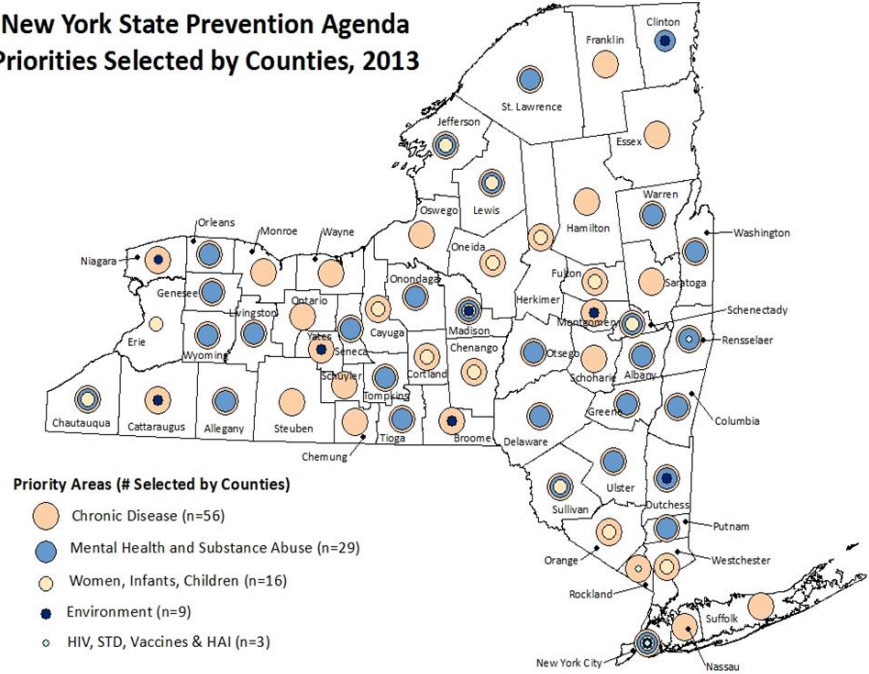 New York State Prevention Agenda
Priorities Selected by Counties, 2013
Clinton
Franklin
St. Lawrence
Jefferson
Essex
Lewis
Oswego
Hamilton
Warren
Washington
Orleans
Monroe
Wayne
Niagara
Oneida
Herkimer
Fulton
Saratoga
Genesee
Livingston
Ontario
Onondaga
Madison
Montgomery
Schenectady
Rensselaer
Erie
Wyoming
Yates
Seneca
Cayuga
Cortland
Chenango
Otsego
Schoharie
Albany
Schuyler
Tompkins
Chautauqua
Cattaraugus
Allegany
Steuben
Chemung
Tioga
Broome
Delaware
Greene
Columbia
Ulster
Sullivan
Dutchess
Putnam
Orange
Westchester
Rockland
Suffolk
New York City
Nassau
Priority Areas (# Selected by Counties)
Chronic Disease (n=56)
Mental Health and Substance Abuse (n=29)
Women, Infants, Children (n=16)
Environment (n=9)
HIV, STD, Vaccines & HAI (n=3)